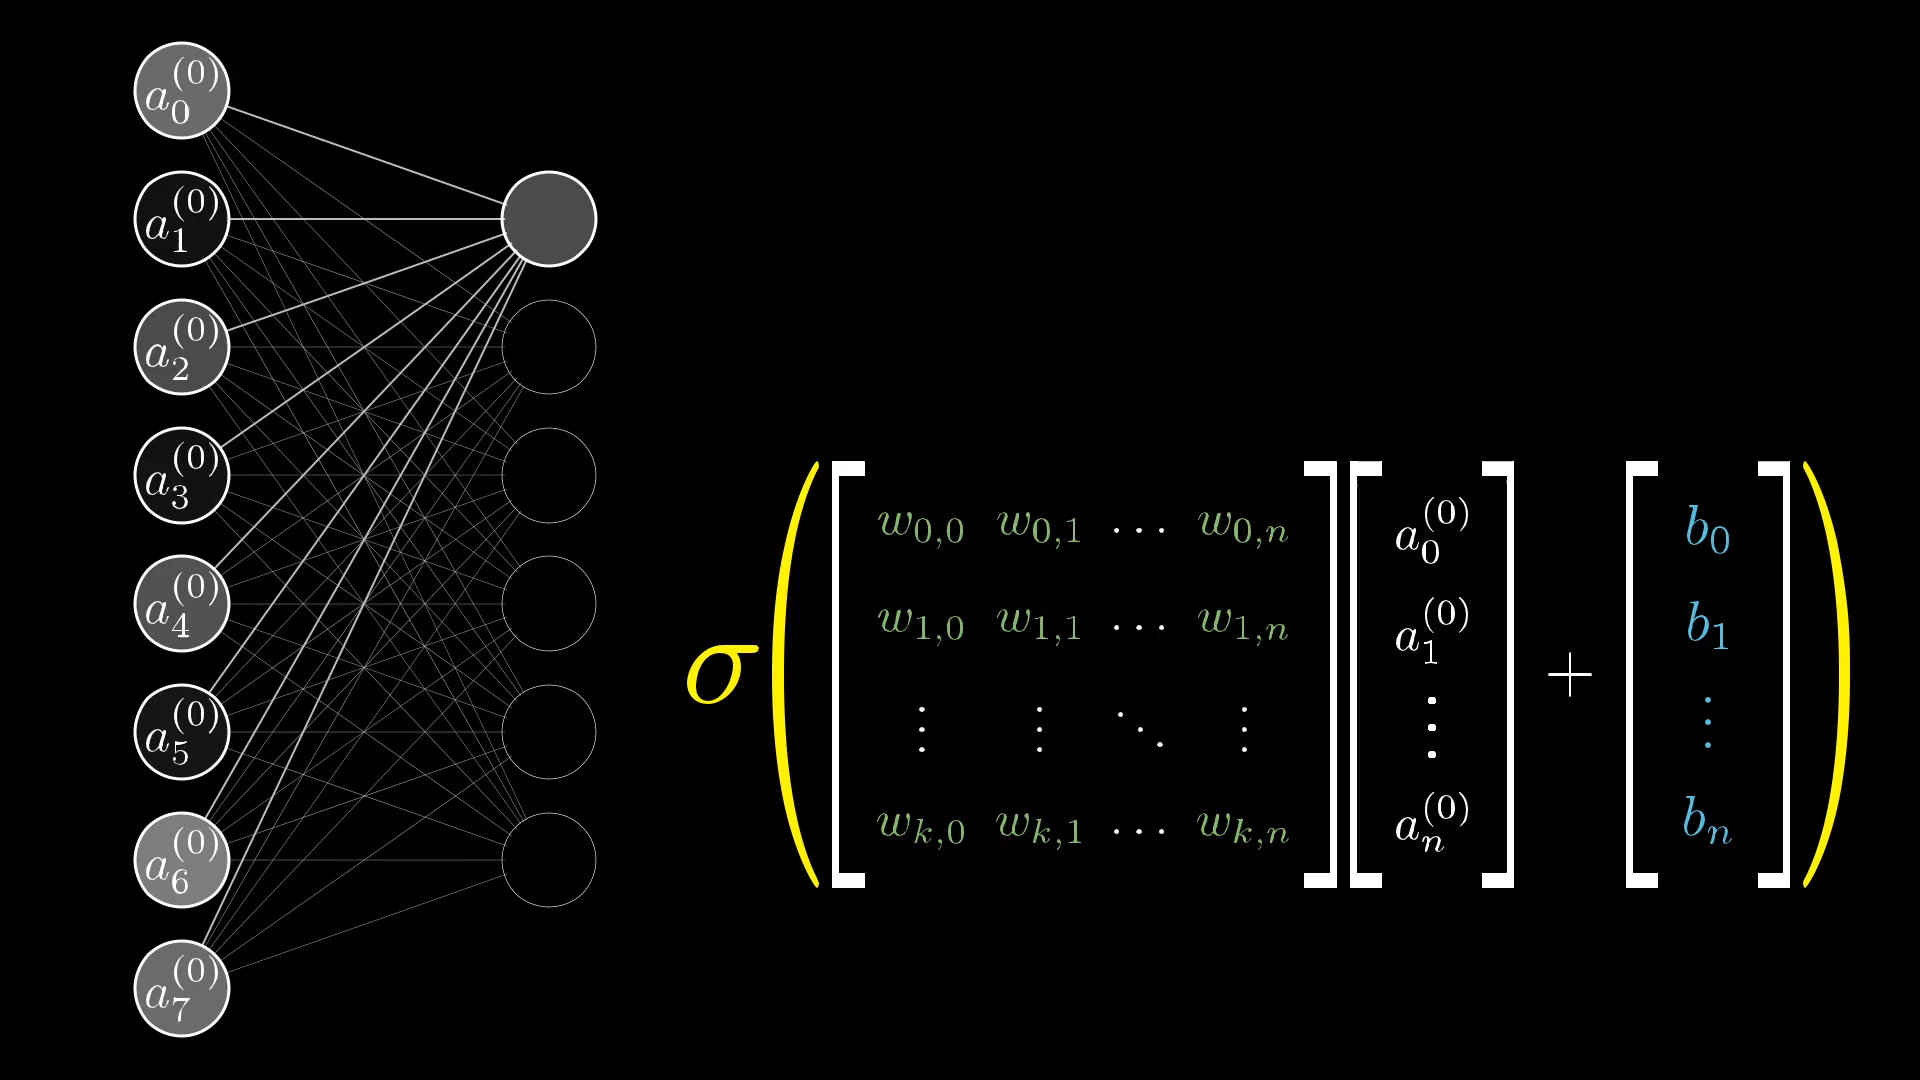 a_0^{(0)}
a_1^{(0)}
a_2^{(0)}
a_3^{(0)}
a_4^{(0)}
a_5^{(0)}
a_6^{(0)}
a_7^{(0)}
σ
w_{0,0} w_{0,1} … w_{0,n} a_0^{(0)} b_0
w_{1,0} w_{1,1} … w_{1,n} a_1^{(0)} + b_1
⋮ ⋮ ⋱ ⋮ ⋮ ⋮
w_{k,0} w_{k,1} … w_{k,n} a_n^{(0)} b_n